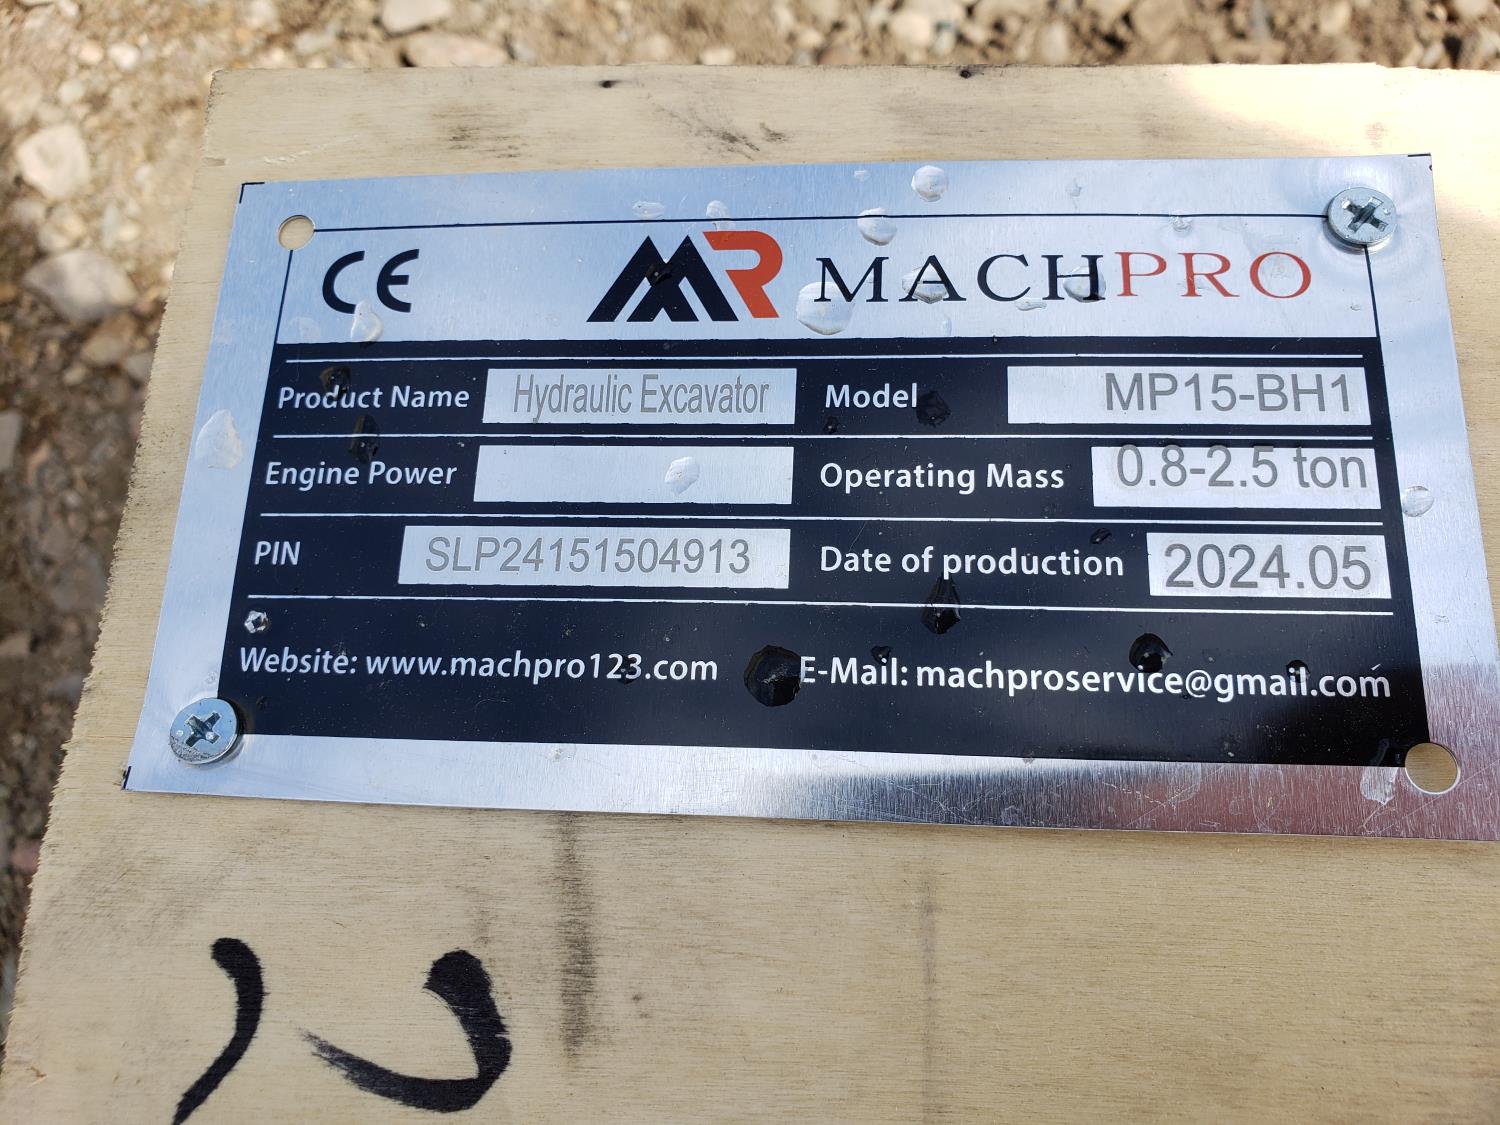 CE MR MACHPRO
Product Name Hydraulic Excavator Model MP15-BH1
Engine Power Operating Mass 0.8-2.5 ton
PIN SLP24151504913 Date of production 2024.05
Website: www.machpro123.com E-Mail: machproservice@gmail.com